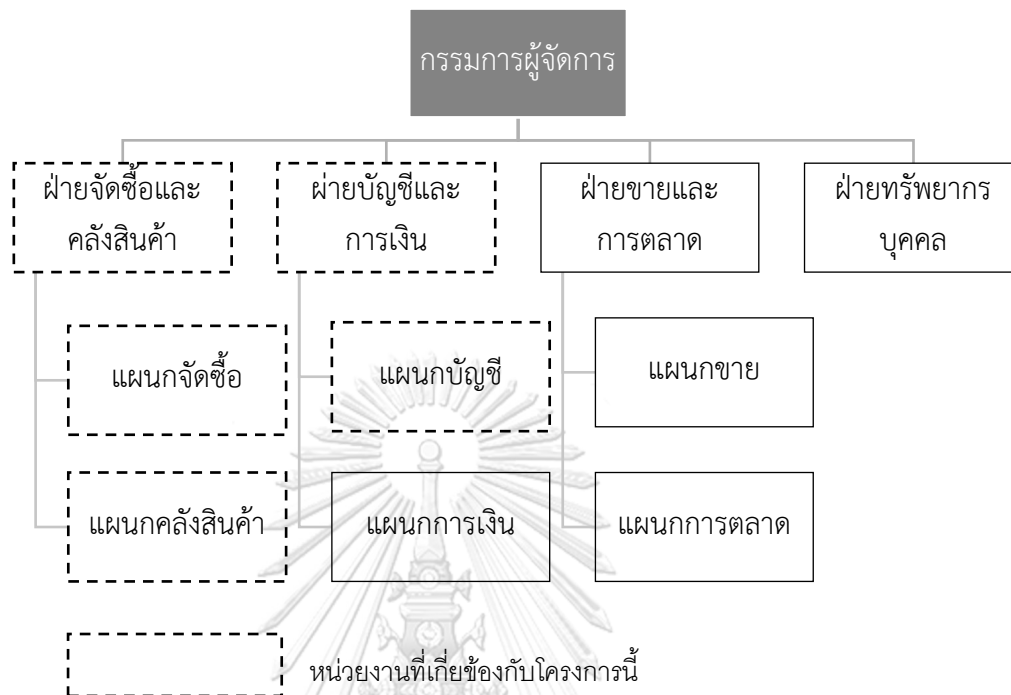 กรรมการผู้จัดการ
ฝ่ายจัดซื้อและ
คลังสินค้า
ผ่ายบัญชีและ
การเงิน
ฝ่ายขายและ
การตลาด
ฝ่ายทรัพยากร
บุคคล
แผนกจัดซื้อ
แผนกบัญชี
แผนกขาย
แผนกคลังสินค้า
แผนกการเงิน
แผนกการตลาด
หน่วยงานที่เกี่ยข้องกับโครงการนี้